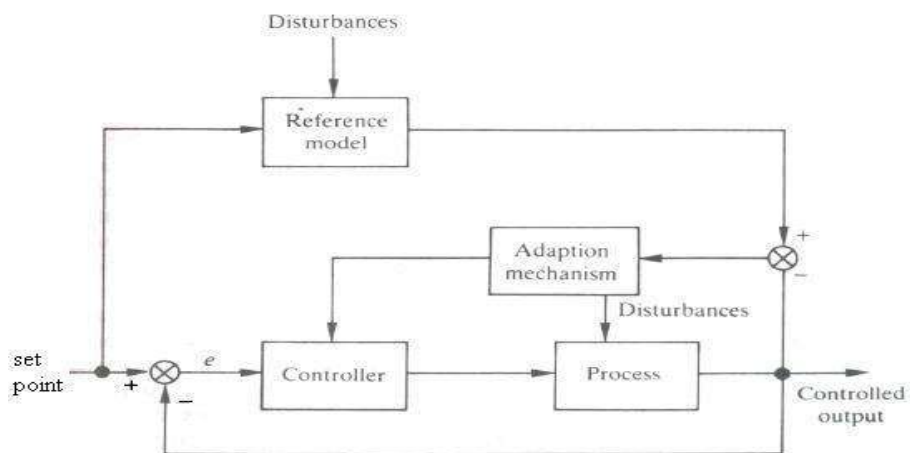 Disturbances
Reference
model
+
Adaption
mechanism
−
Disturbances
set
point
+
e
−
Controller
Process
Controlled
output